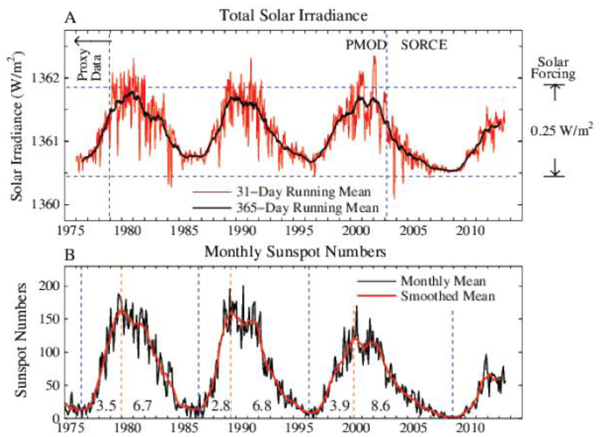 A
Total Solar Irradiance
Proxy
Data
PMOD
SORCE
Solar
Forcing
0.25 W/m²
Solar Irradiance (W/m²)
1362
1361
1360
31-Day Running Mean
365-Day Running Mean
1975 1980 1985 1990 1995 2000 2005 2010
B
Monthly Sunspot Numbers
Sunspot Numbers
200
150
100
50
0
Monthly Mean
Smoothed Mean
3.5 6.7 2.8 6.8 3.9 8.6
1975 1980 1985 1990 1995 2000 2005 2010